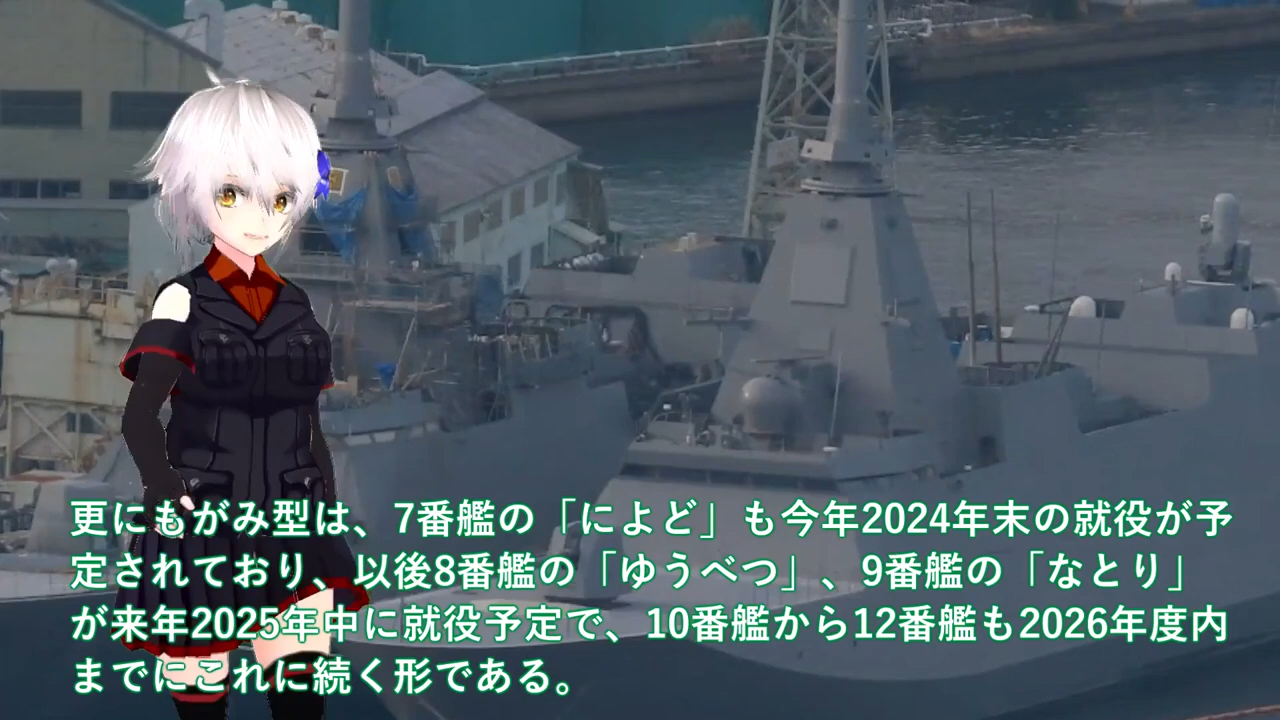 更にもがみ型は、7番艦の「によど」も今年2024年末の就役が予
定されており、以後8番艦の「ゆうべつ」、9番艦の「なとり」
が来年2025年中に就役予定で、10番艦から12番艦も2026年度内
までにこれに続く形である。